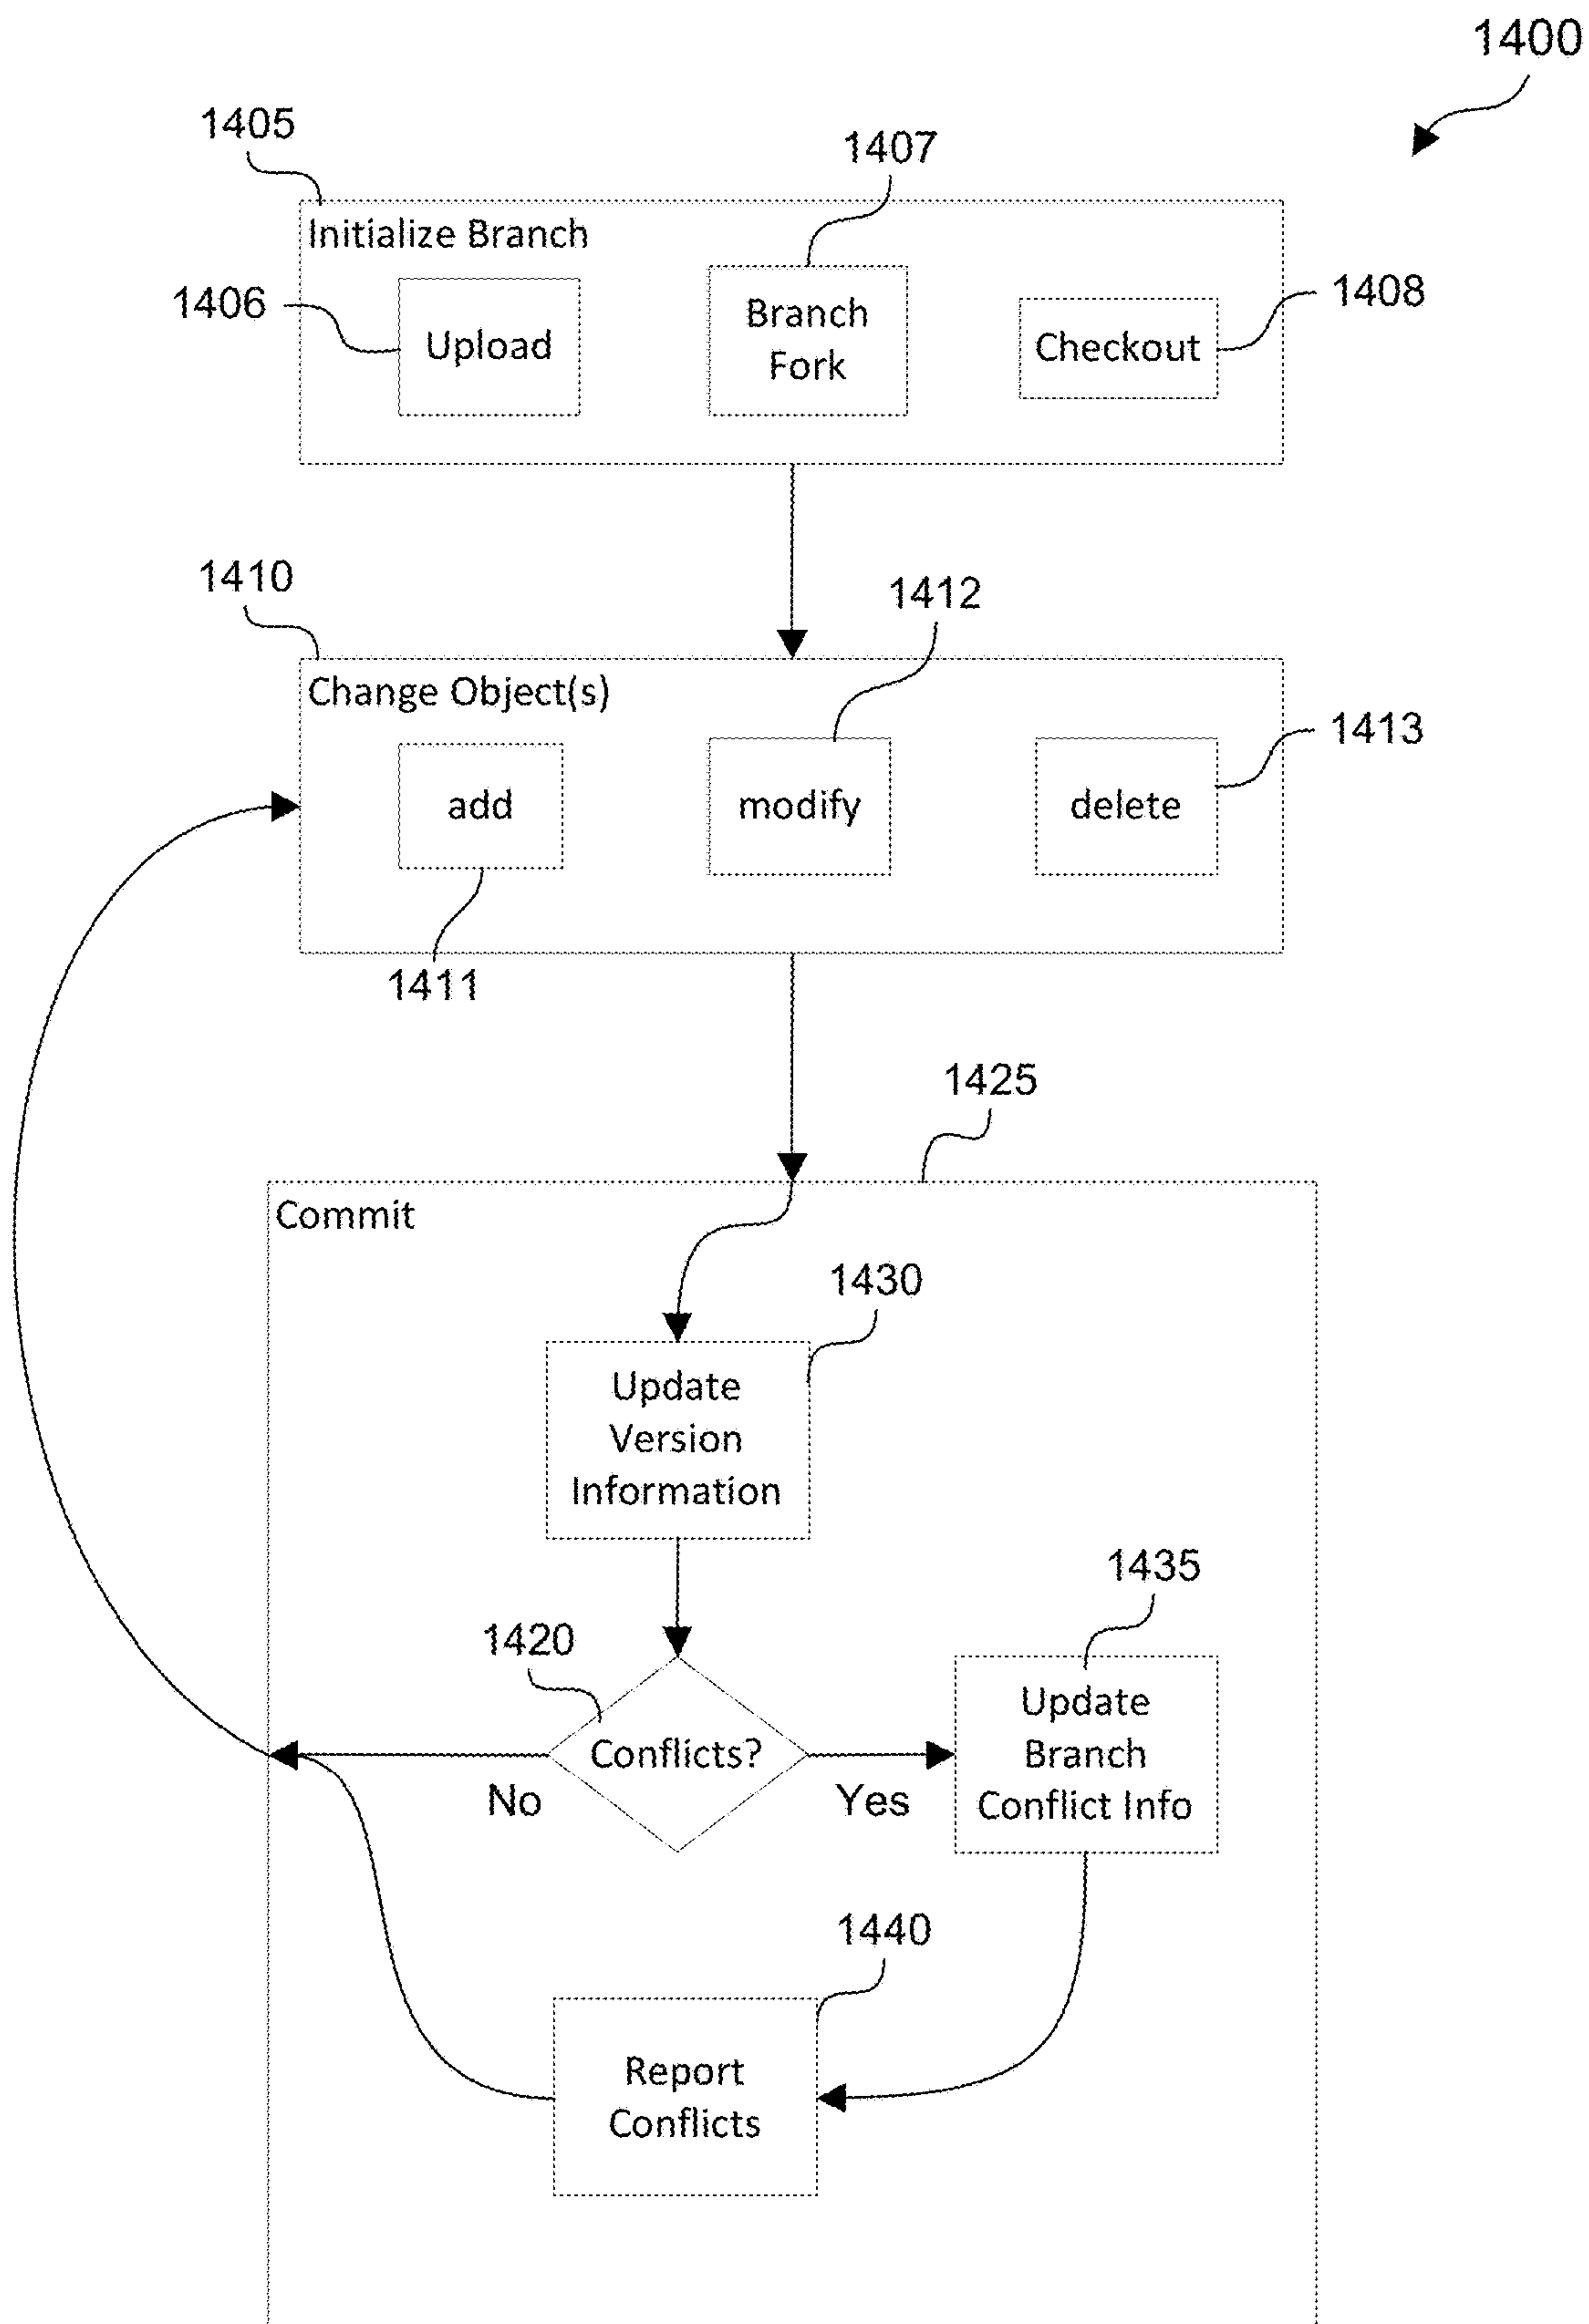 1400
1405
1407
Initialize Branch
1406
Upload
Branch
Fork
Checkout
1408
1410
1412
Change Object(s)
1413
add
modify
delete
1411
1425
Commit
1430
Update
Version
Information
1435
1420
Update
Branch
Conflict Info
Conflicts?
No
Yes
1440
Report
Conflicts